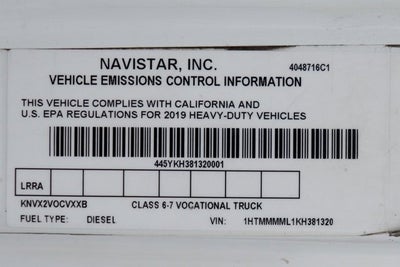 NAVISTAR, INC. 4048716C1
VEHICLE EMISSIONS CONTROL INFORMATION
THIS VEHICLE COMPLIES WITH CALIFORNIA AND
U.S. EPA REGULATIONS FOR 2019 HEAVY-DUTY VEHICLES
445YKH381320001
LRRA
KNVX2VOCVXXB CLASS 6-7 VOCATIONAL TRUCK
FUEL TYPE: DIESEL VIN: 1HTMMMML1KH381320